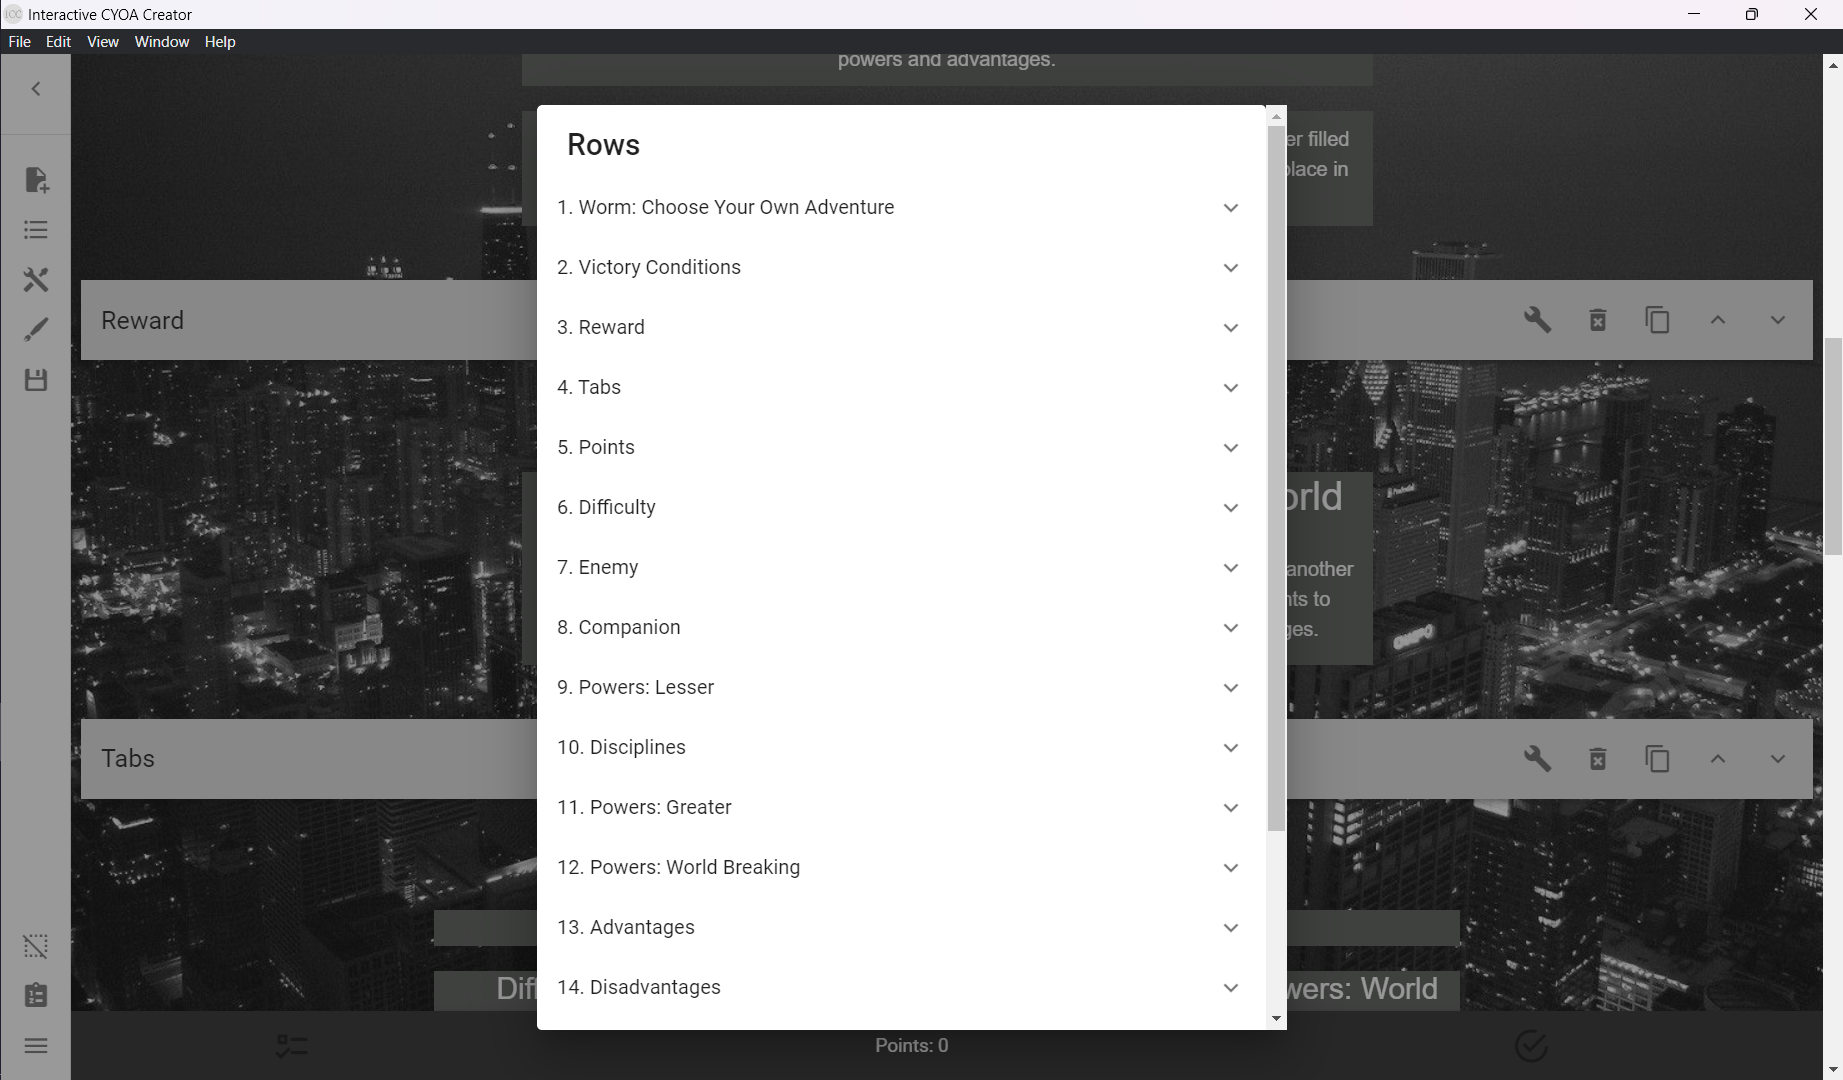 Interactive CYOA Creator
File Edit View Window Help
powers and advantages.
er filled
place in
Rows
1. Worm: Choose Your Own Adventure
2. Victory Conditions
3. Reward
4. Tabs
5. Points
6. Difficulty
7. Enemy
8. Companion
9. Powers: Lesser
10. Disciplines
11. Powers: Greater
12. Powers: World Breaking
13. Advantages
14. Disadvantages
Reward
orld
another
nts to
ges.
Tabs
Diff
wers: World
Points: 0